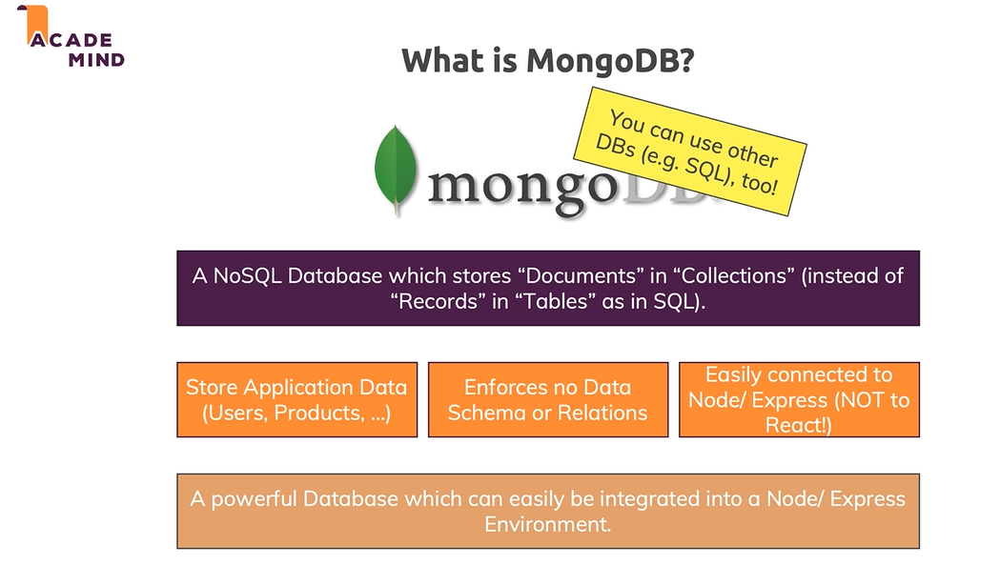 ACADE
MIND
What is MongoDB?
You can use other
DBs (e.g. SQL), too!
mongoDB
A NoSQL Database which stores “Documents” in “Collections” (instead of
“Records” in “Tables” as in SQL).
Store Application Data
(Users, Products, ...)
Enforces no Data
Schema or Relations
Easily connected to
Node/ Express (NOT to
React!)
A powerful Database which can easily be integrated into a Node/ Express
Environment.